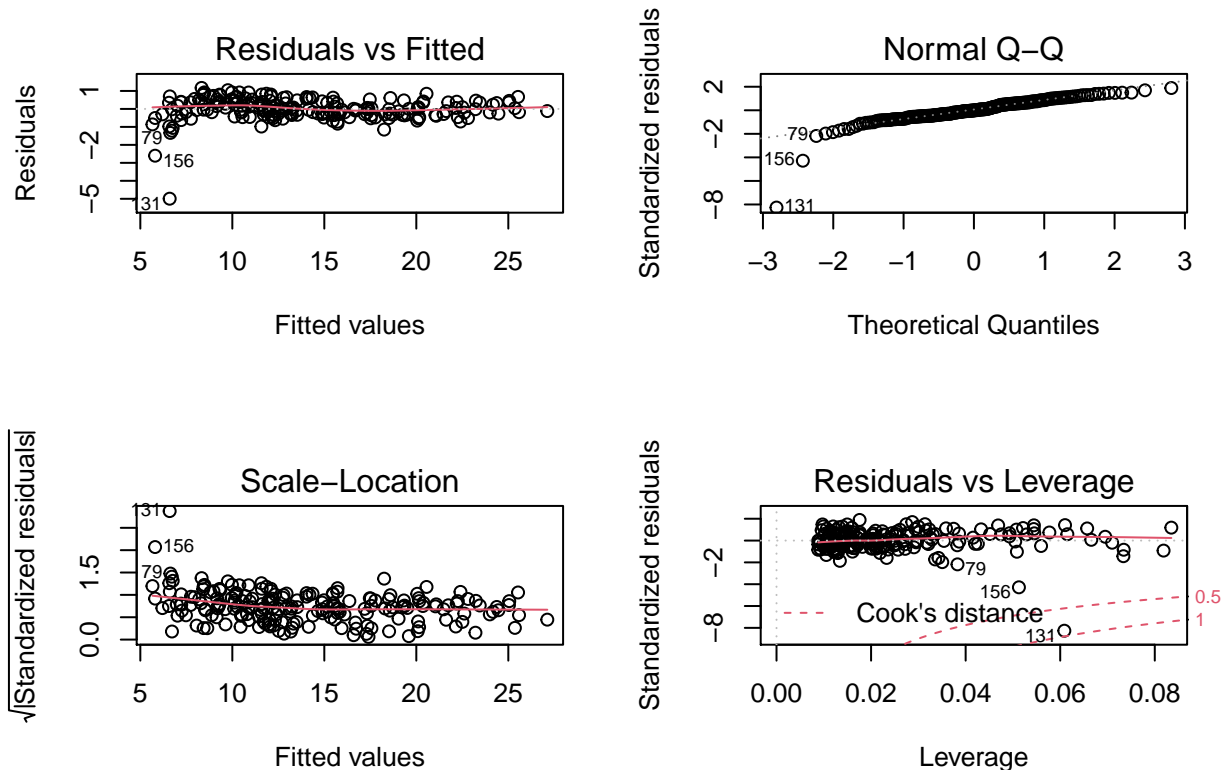 Residuals vs Fitted
Residuals
1
−2
−5
79
156
131
5 10 15 20 25
Fitted values
Normal Q−Q
Standardized residuals
2
−2
−8
79
156
131
−3 −2 −1 0 1 2 3
Theoretical Quantiles
Scale−Location
√|Standardized residuals|
1.5
0.0
131
156
79
5 10 15 20 25
Fitted values
Residuals vs Leverage
Standardized residuals
−2
−8
79
156
131
Cook's distance
0.5
1
0.00 0.02 0.04 0.06 0.08
Leverage